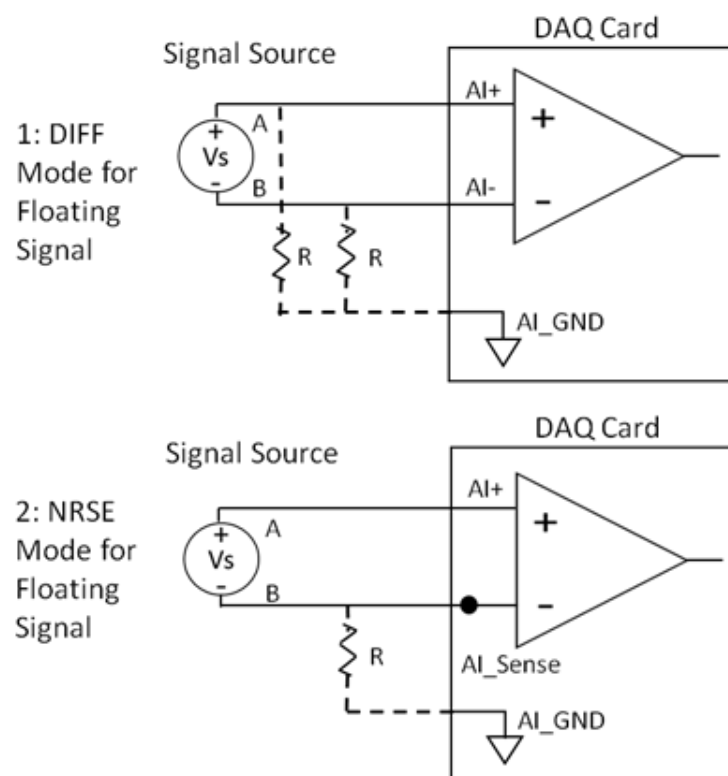 DAQ Card
Signal Source
AI+
1: DIFF
Mode for
Floating
Signal
+
A
+
Vs
-
B
AI-
-
R
R
AI_GND
DAQ Card
Signal Source
AI+
2: NRSE
Mode for
Floating
Signal
+
A
+
Vs
-
B
-
R
AI_Sense
AI_GND